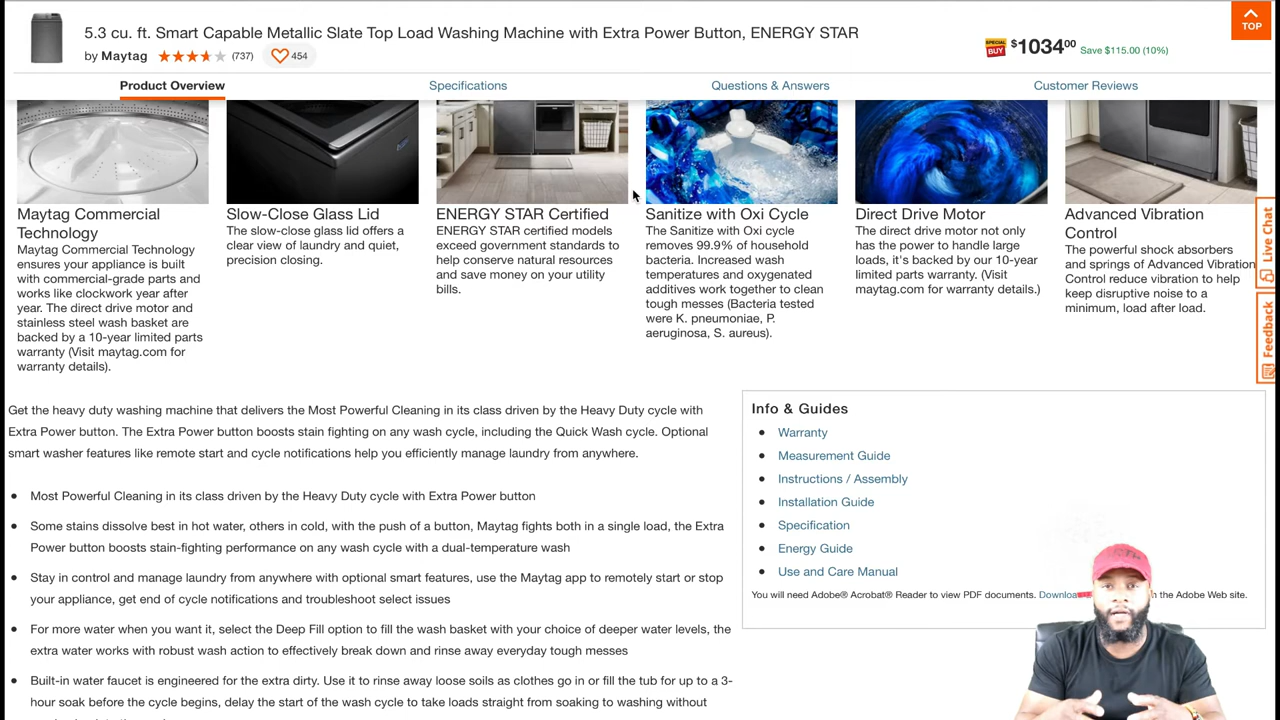 TOP
5.3 cu. ft. Smart Capable Metallic Slate Top Load Washing Machine with Extra Power Button, ENERGY STAR
by Maytag (737) 454
SPECIAL BUY $1034.00 Save $115.00 (10%)
Product Overview Specifications Questions & Answers Customer Reviews
Maytag Commercial
Technology
Maytag Commercial Technology
ensures your appliance is built
with commercial-grade parts and
works like clockwork year after
year. The direct drive motor and
stainless steel wash basket are
backed by a 10-year limited parts
warranty (Visit maytag.com for
warranty details).
Slow-Close Glass Lid
The slow-close glass lid offers a
clear view of laundry and quiet,
precision closing.
ENERGY STAR Certified
ENERGY STAR certified models
exceed government standards to
help conserve natural resources
and save money on your utility
bills.
Sanitize with Oxi Cycle
The Sanitize with Oxi cycle
removes 99.9% of household
bacteria. Increased wash
temperatures and oxygenated
additives work together to clean
tough messes (Bacteria tested
were K. pneumoniae, P.
aeruginosa, S. aureus).
Direct Drive Motor
The direct drive motor not only
has the power to handle large
loads, it's backed by our 10-year
limited parts warranty. (Visit
maytag.com for warranty details.)
Advanced Vibration
Control
The powerful shock absorbers
and springs of Advanced Vibration
Control reduce vibration to help
keep disruptive noise to a
minimum, load after load.
Live Chat
Feedback
Get the heavy duty washing machine that delivers the Most Powerful Cleaning in its class driven by the Heavy Duty cycle with
Extra Power button. The Extra Power button boosts stain fighting on any wash cycle, including the Quick Wash cycle. Optional
smart washer features like remote start and cycle notifications help you efficiently manage laundry from anywhere.
• Most Powerful Cleaning in its class driven by the Heavy Duty cycle with Extra Power button
• Some stains dissolve best in hot water, others in cold, with the push of a button, Maytag fights both in a single load, the Extra
Power button boosts stain-fighting performance on any wash cycle with a dual-temperature wash
• Stay in control and manage laundry from anywhere with optional smart features, use the Maytag app to remotely start or stop
your appliance, get end of cycle notifications and troubleshoot select issues
• For more water when you want it, select the Deep Fill option to fill the wash basket with your choice of deeper water levels, the
extra water works with robust wash action to effectively break down and rinse away everyday tough messes
• Built-in water faucet is engineered for the extra dirty. Use it to rinse away loose soils as clothes go in or fill the tub for up to a 3-
hour soak before the cycle begins, delay the start of the wash cycle to take loads straight from soaking to washing without
Info & Guides
• Warranty
• Measurement Guide
• Instructions / Assembly
• Installation Guide
• Specification
• Energy Guide
• Use and Care Manual
You will need Adobe® Acrobat® Reader to view PDF documents. the Adobe Web site.